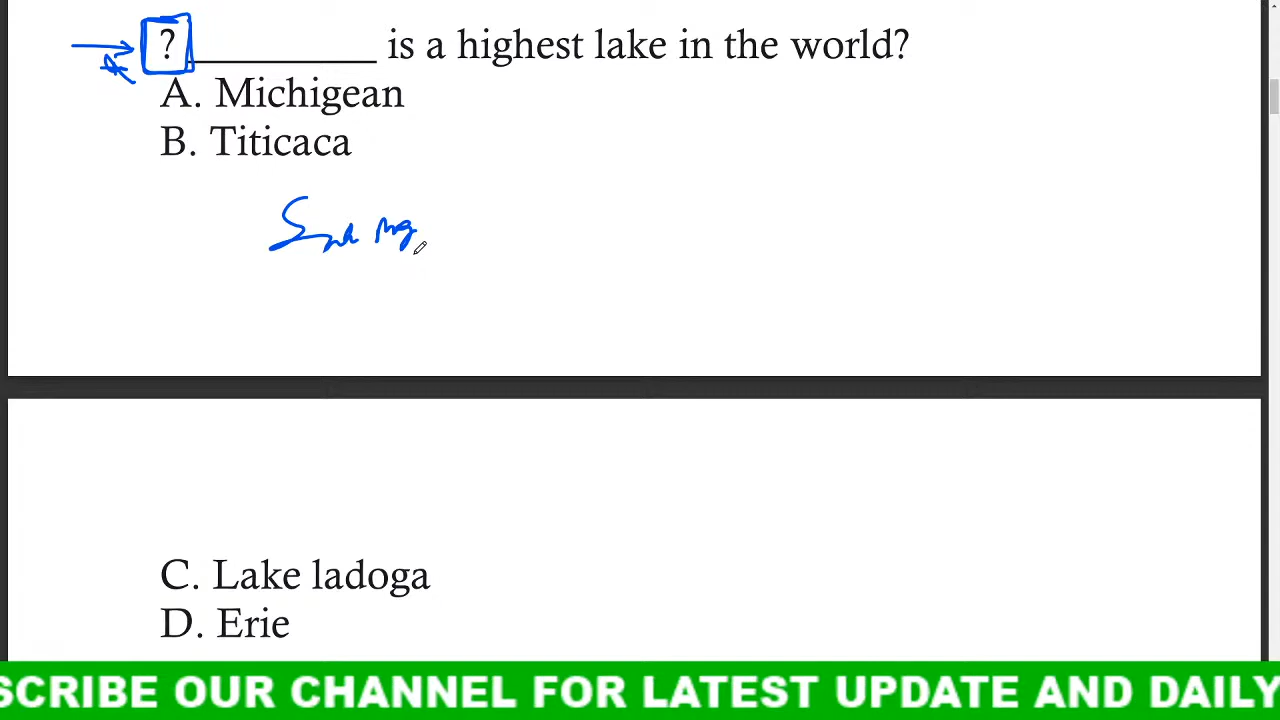 ? _________ is a highest lake in the world?
A. Michigean
B. Titicaca
C. Lake ladoga
D. Erie
SCRIBE OUR CHANNEL FOR LATEST UPDATE AND DAILY